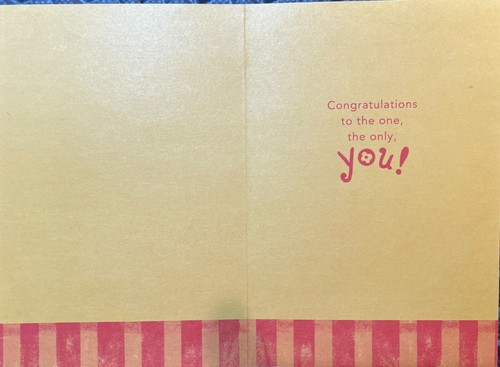 Congratulations
to the one,
the only,
you!